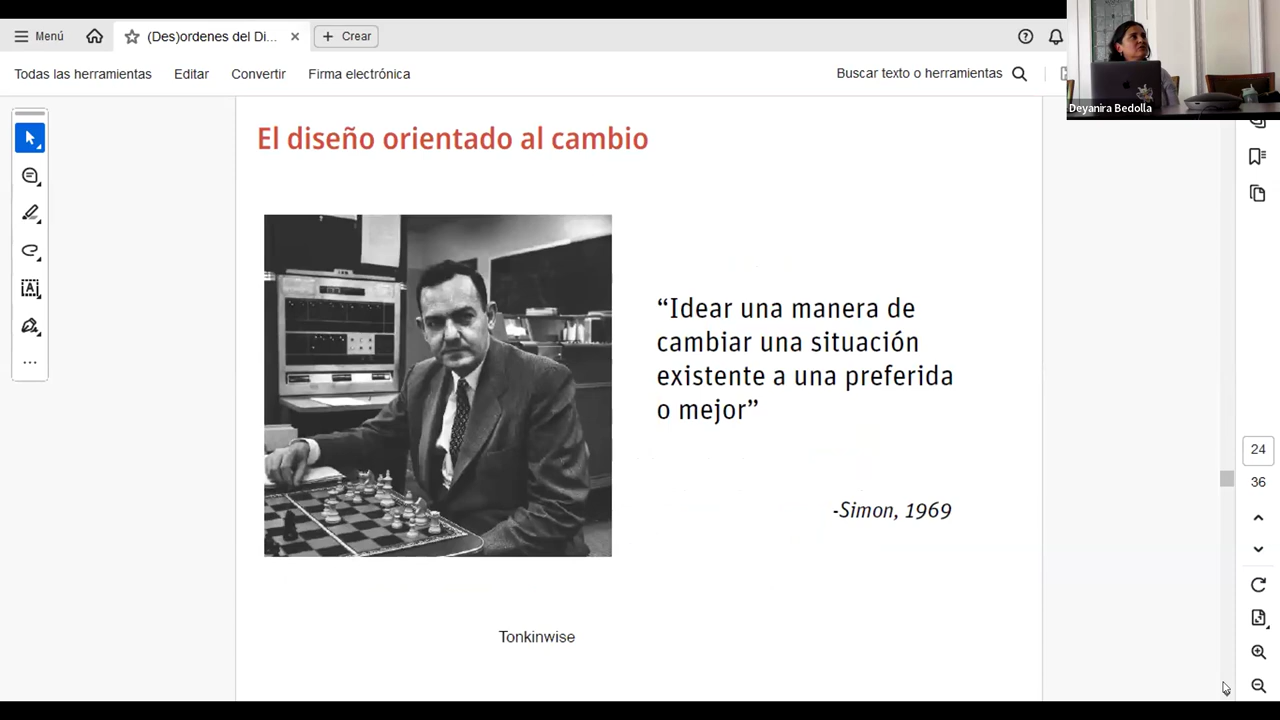 Menú
(Des)ordenes del Di...
Crear
Todas las herramientas
Editar
Convertir
Firma electrónica
Buscar texto o herramientas
Deyanira Bedolla
El diseño orientado al cambio
“Idear una manera de
cambiar una situación
existente a una preferida
o mejor”
-Simon, 1969
Tonkinwise
24
36